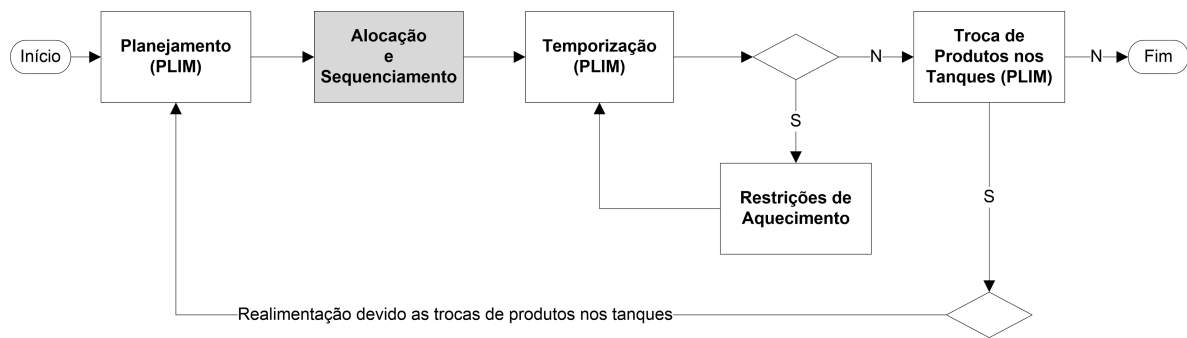 Início
Planejamento
(PLIM)
Alocação
e
Sequenciamento
Temporização
(PLIM)
N
Troca de
Produtos nos
Tanques (PLIM)
N
Fim
S
Restrições de
Aquecimento
S
Realimentação devido as trocas de produtos nos tanques